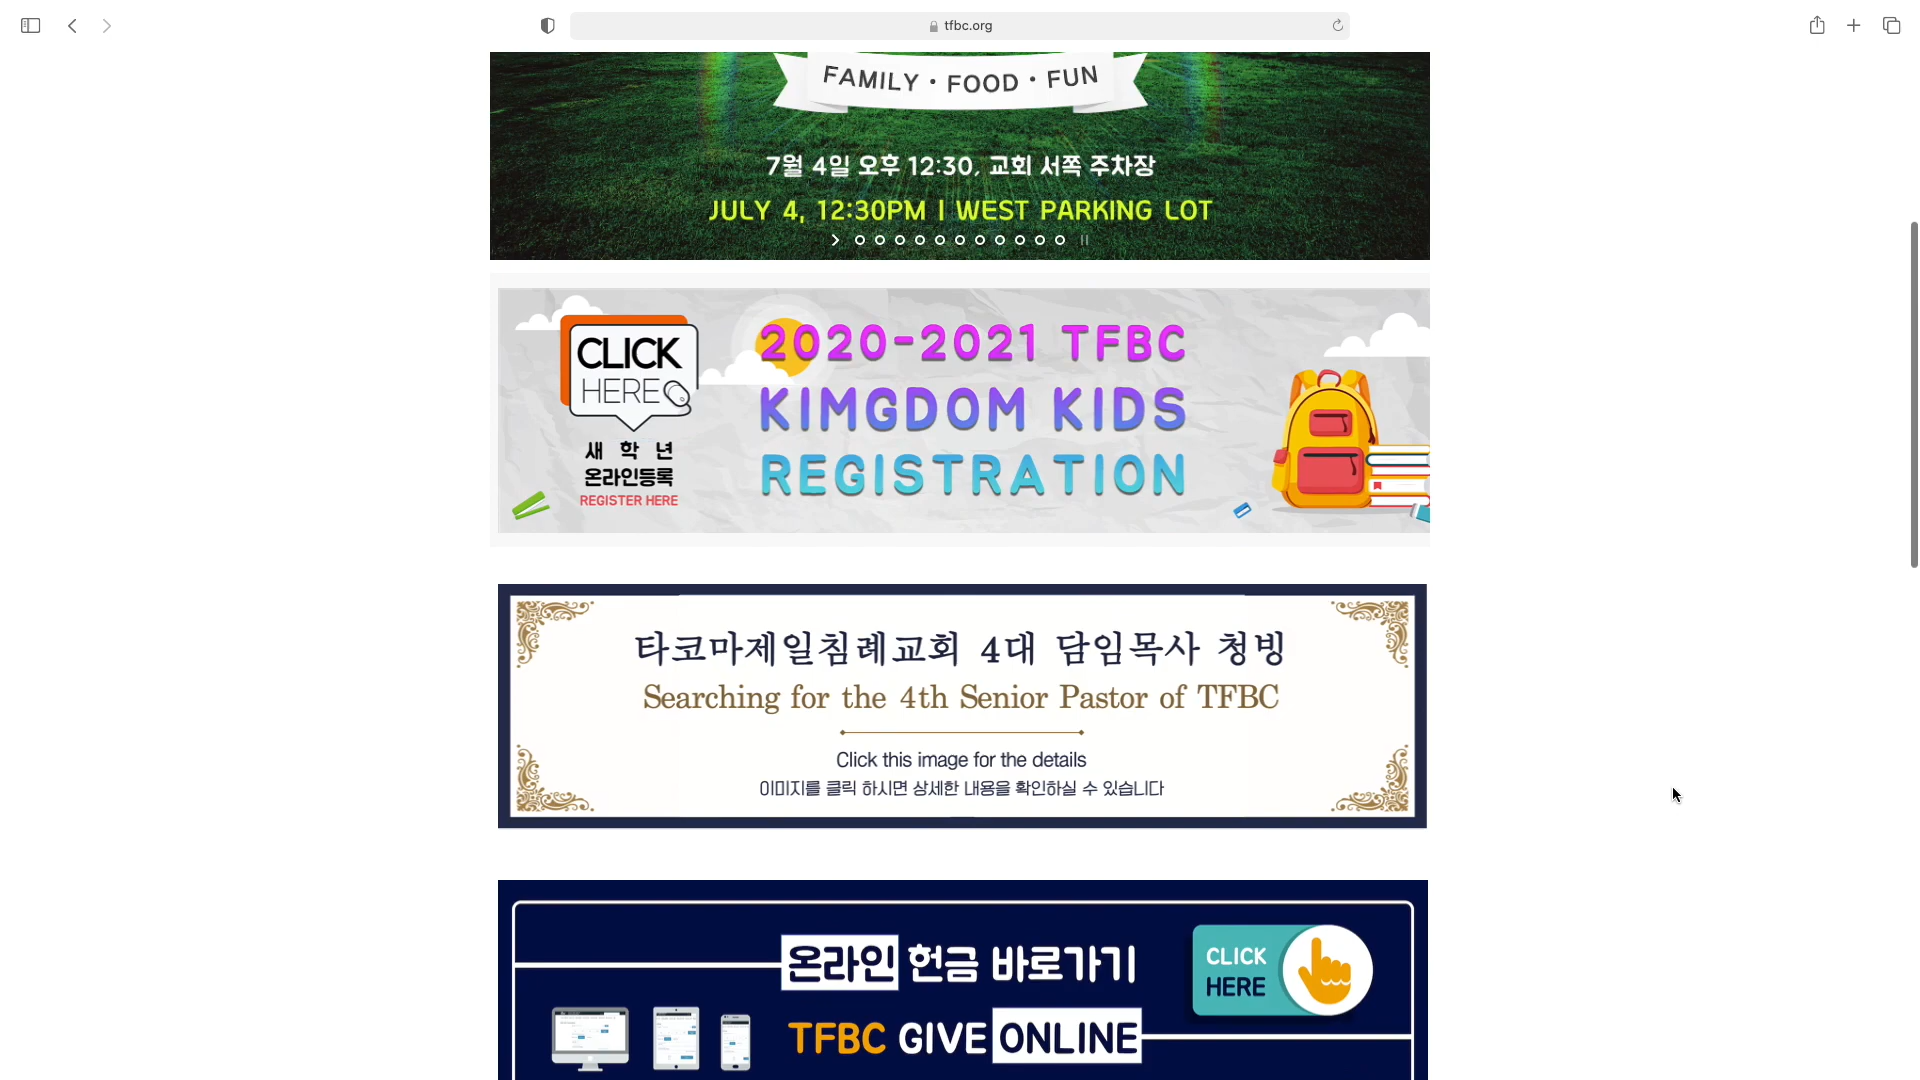 tfbc.org
FAMILY · FOOD · FUN
7월 4일 오후 12:30, 교회 서쪽 주차장
JULY 4, 12:30PM | WEST PARKING LOT
CLICK
HERE
새 학 년
온라인등록
REGISTER HERE
2020-2021 TFBC
KIMGDOM KIDS
REGISTRATION
타코마제일침례교회 4대 담임목사 청빙
Searching for the 4th Senior Pastor of TFBC
Click this image for the details
이미지를 클릭 하시면 상세한 내용을 확인하실 수 있습니다
온라인 헌금 바로가기
CLICK
HERE
TFBC GIVE ONLINE